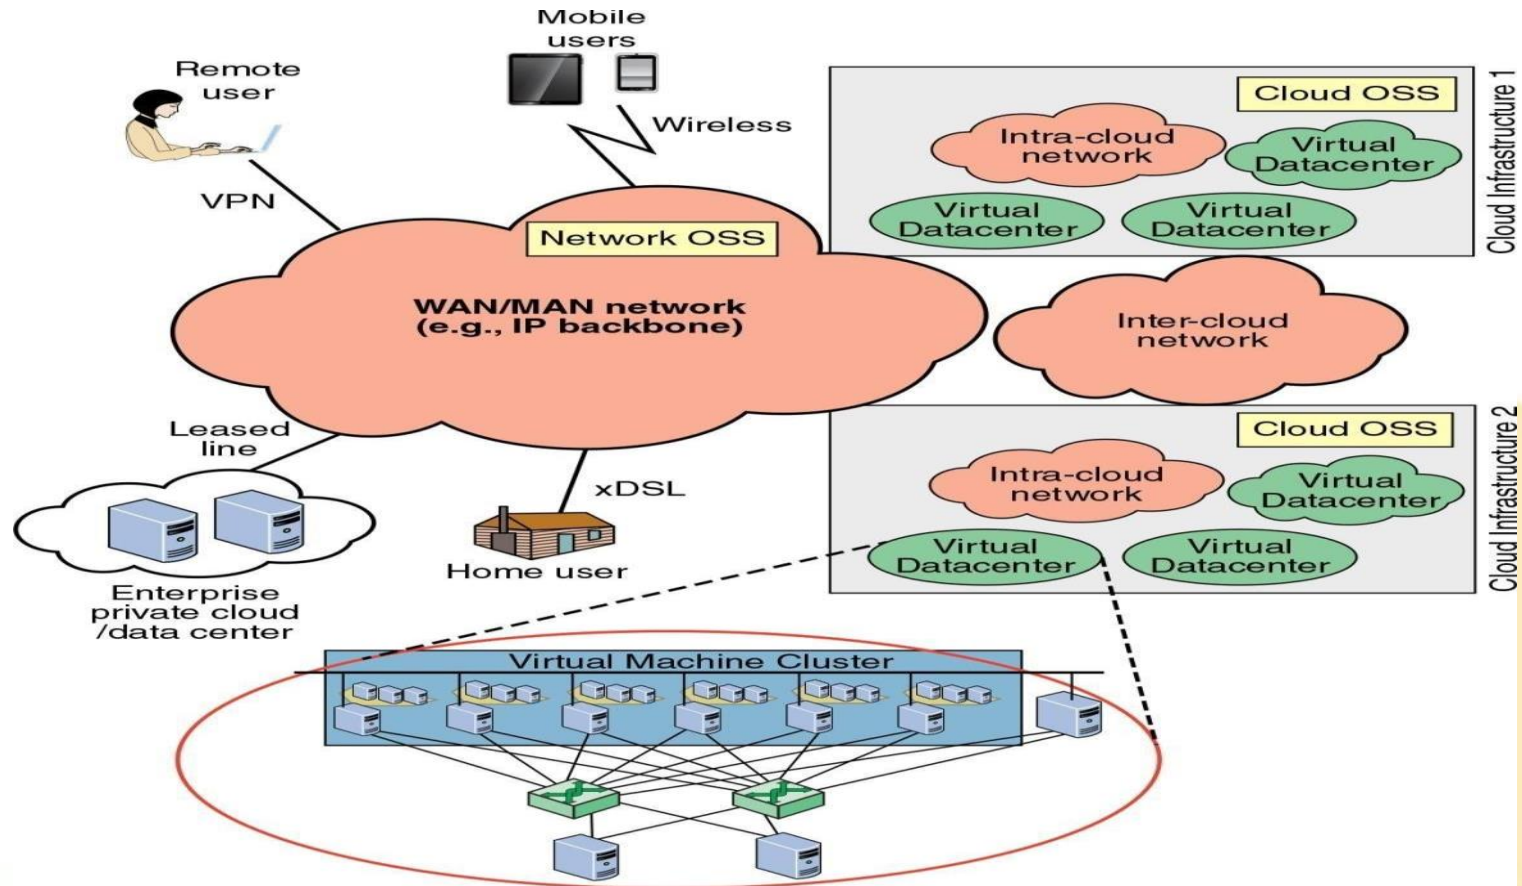 Mobile
users
Remote
user
Wireless
VPN
Network OSS
WAN/MAN network
(e.g., IP backbone)
Cloud OSS
Intra-cloud
network
Virtual
Datacenter
Virtual
Datacenter
Virtual
Datacenter
Cloud Infrastructure 1
Inter-cloud
network
Leased
line
xDSL
Home user
Enterprise
private cloud
/data center
Cloud OSS
Intra-cloud
network
Virtual
Datacenter
Virtual
Datacenter
Virtual
Datacenter
Cloud Infrastructure 2
Virtual Machine Cluster